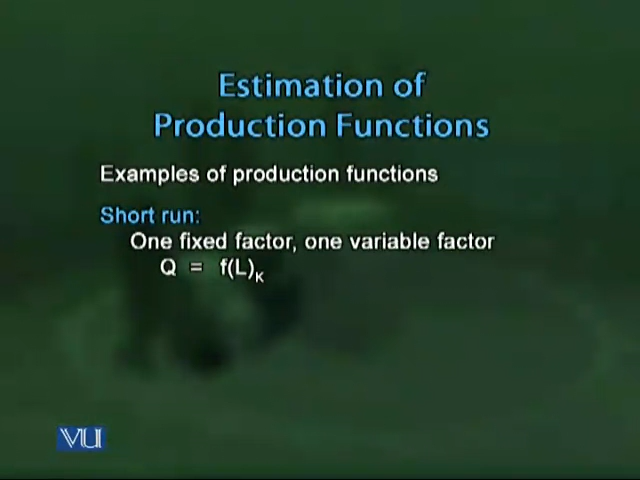 Estimation of
Production Functions
Examples of production functions
Short run:
One fixed factor, one variable factor
Q = f(L)K
VU